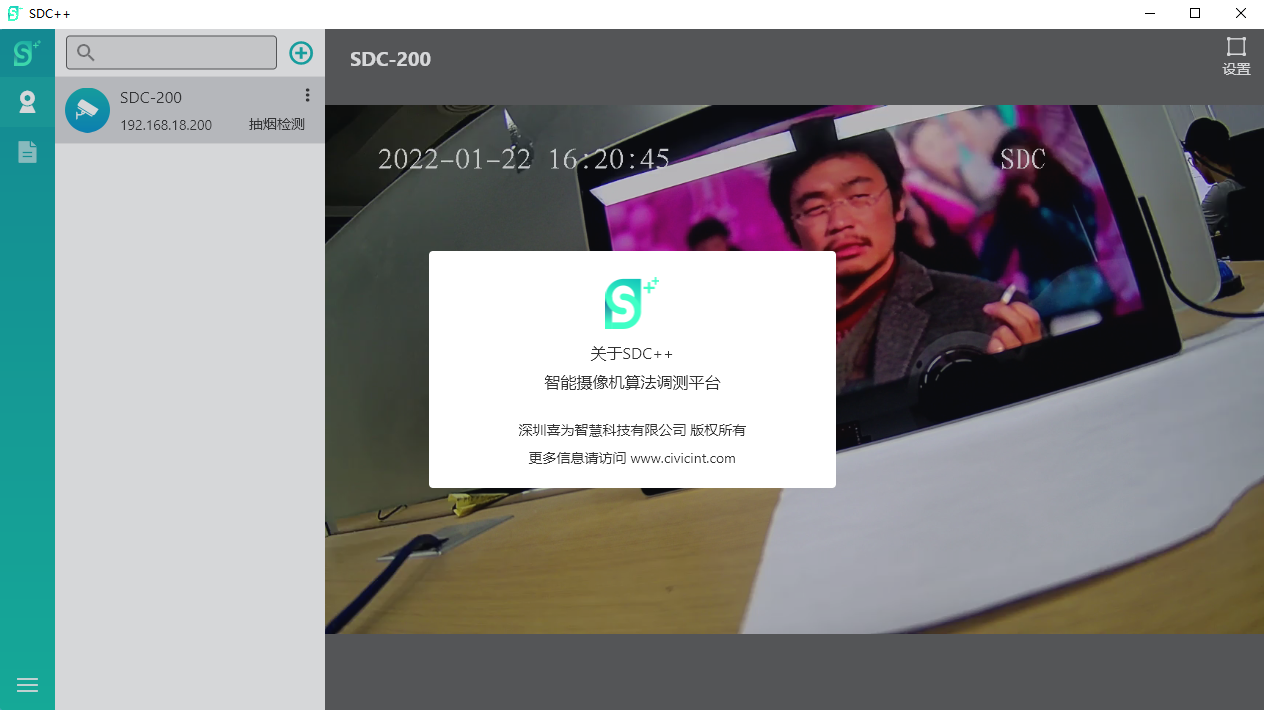 SDC++
SDC-200
192.168.18.200 抽烟检测
SDC-200
设置
2022-01-22 16:20:45 SDC
关于SDC++
智能摄像机算法调测平台
深圳喜为智慧科技有限公司 版权所有
更多信息请访问 www.civicint.com